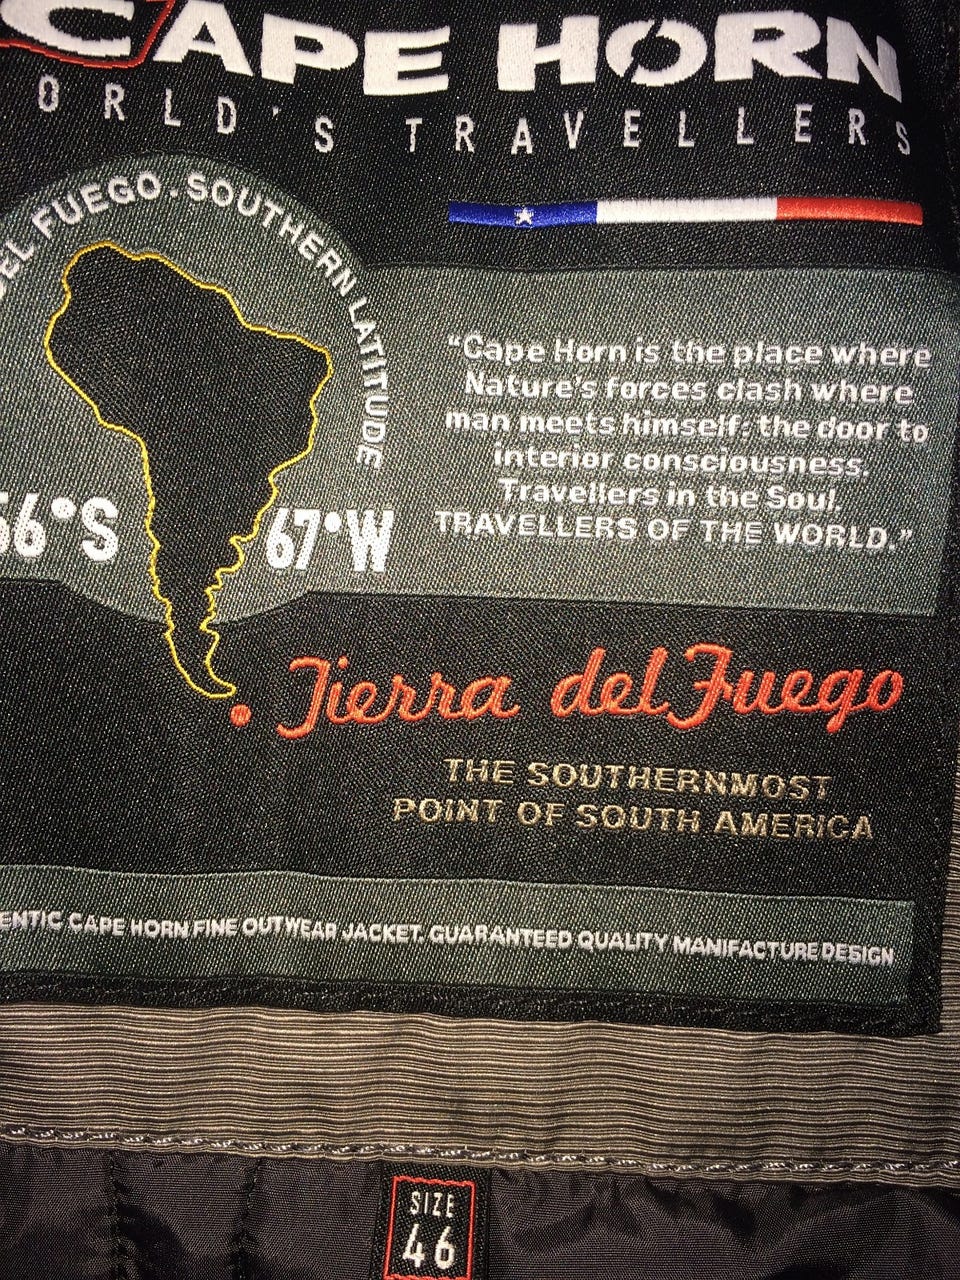 CAPE HORN
ORLD'S TRAVELLERS
DEL FUEGO · SOUTHERN LATITUDE
56°S
67°W
“Cape Horn is the place where
Nature's forces clash where
man meets himself: the door to
interior consciousness.
Travellers in the Soul.
TRAVELLERS OF THE WORLD.”
Tierra del Fuego
THE SOUTHERNMOST
POINT OF SOUTH AMERICA
ENTIC CAPE HORN FINE OUTWEAR JACKET. GUARANTEED QUALITY MANIFACTURE DESIGN
SIZE
46